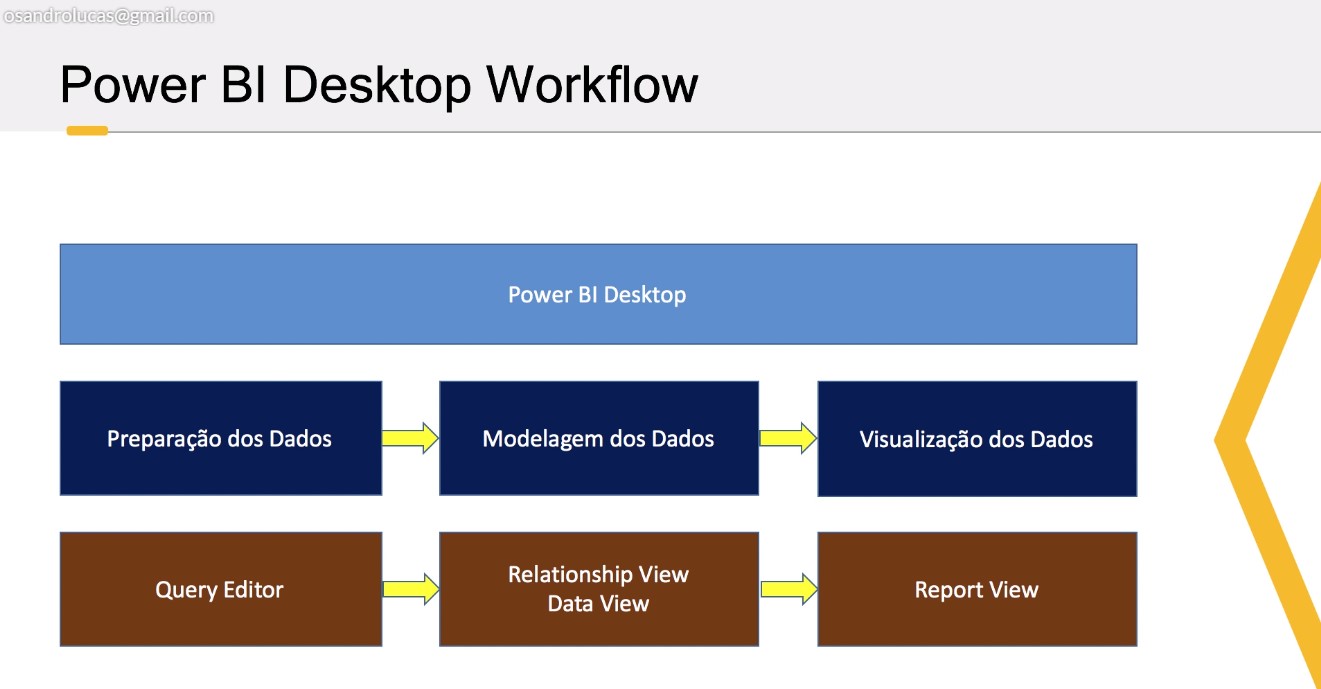 osandrolucas@gmail.com
Power BI Desktop Workflow
Power BI Desktop
Preparação dos Dados
Modelagem dos Dados
Visualização dos Dados
Query Editor
Relationship View
Data View
Report View